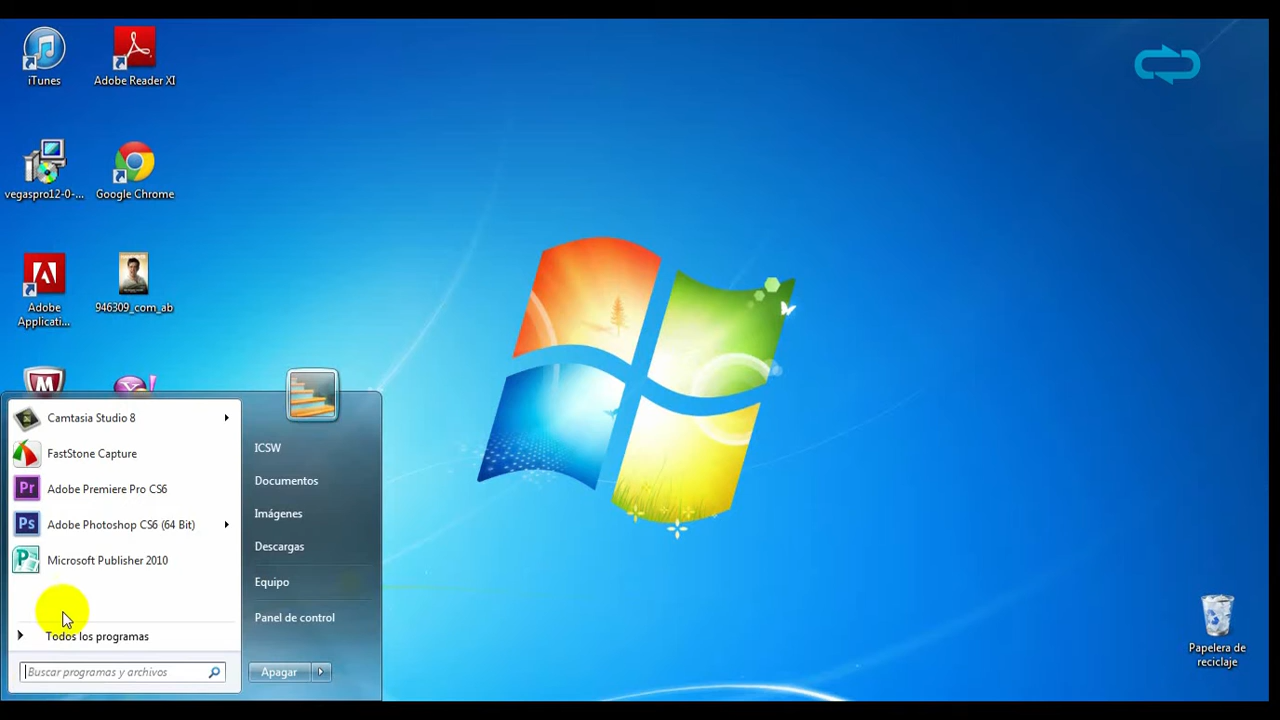 iTunes
Adobe Reader XI
vegaspro12-0-...
Google Chrome
Adobe
Applicati...
946309_com_ab
Camtasia Studio 8
FastStone Capture
Adobe Premiere Pro CS6
Adobe Photoshop CS6 (64 Bit)
Microsoft Publisher 2010
Todos los programas
Buscar programas y archivos
ICSW
Documentos
Imágenes
Descargas
Equipo
Panel de control
Apagar
Papelera de
reciclaje